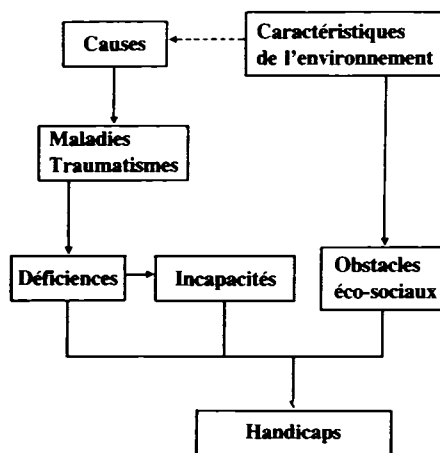 Causes
Caractéristiques
de l'environnement
Maladies
Traumatismes
Déficiences
Incapacités
Obstacles
éco-sociaux
Handicaps